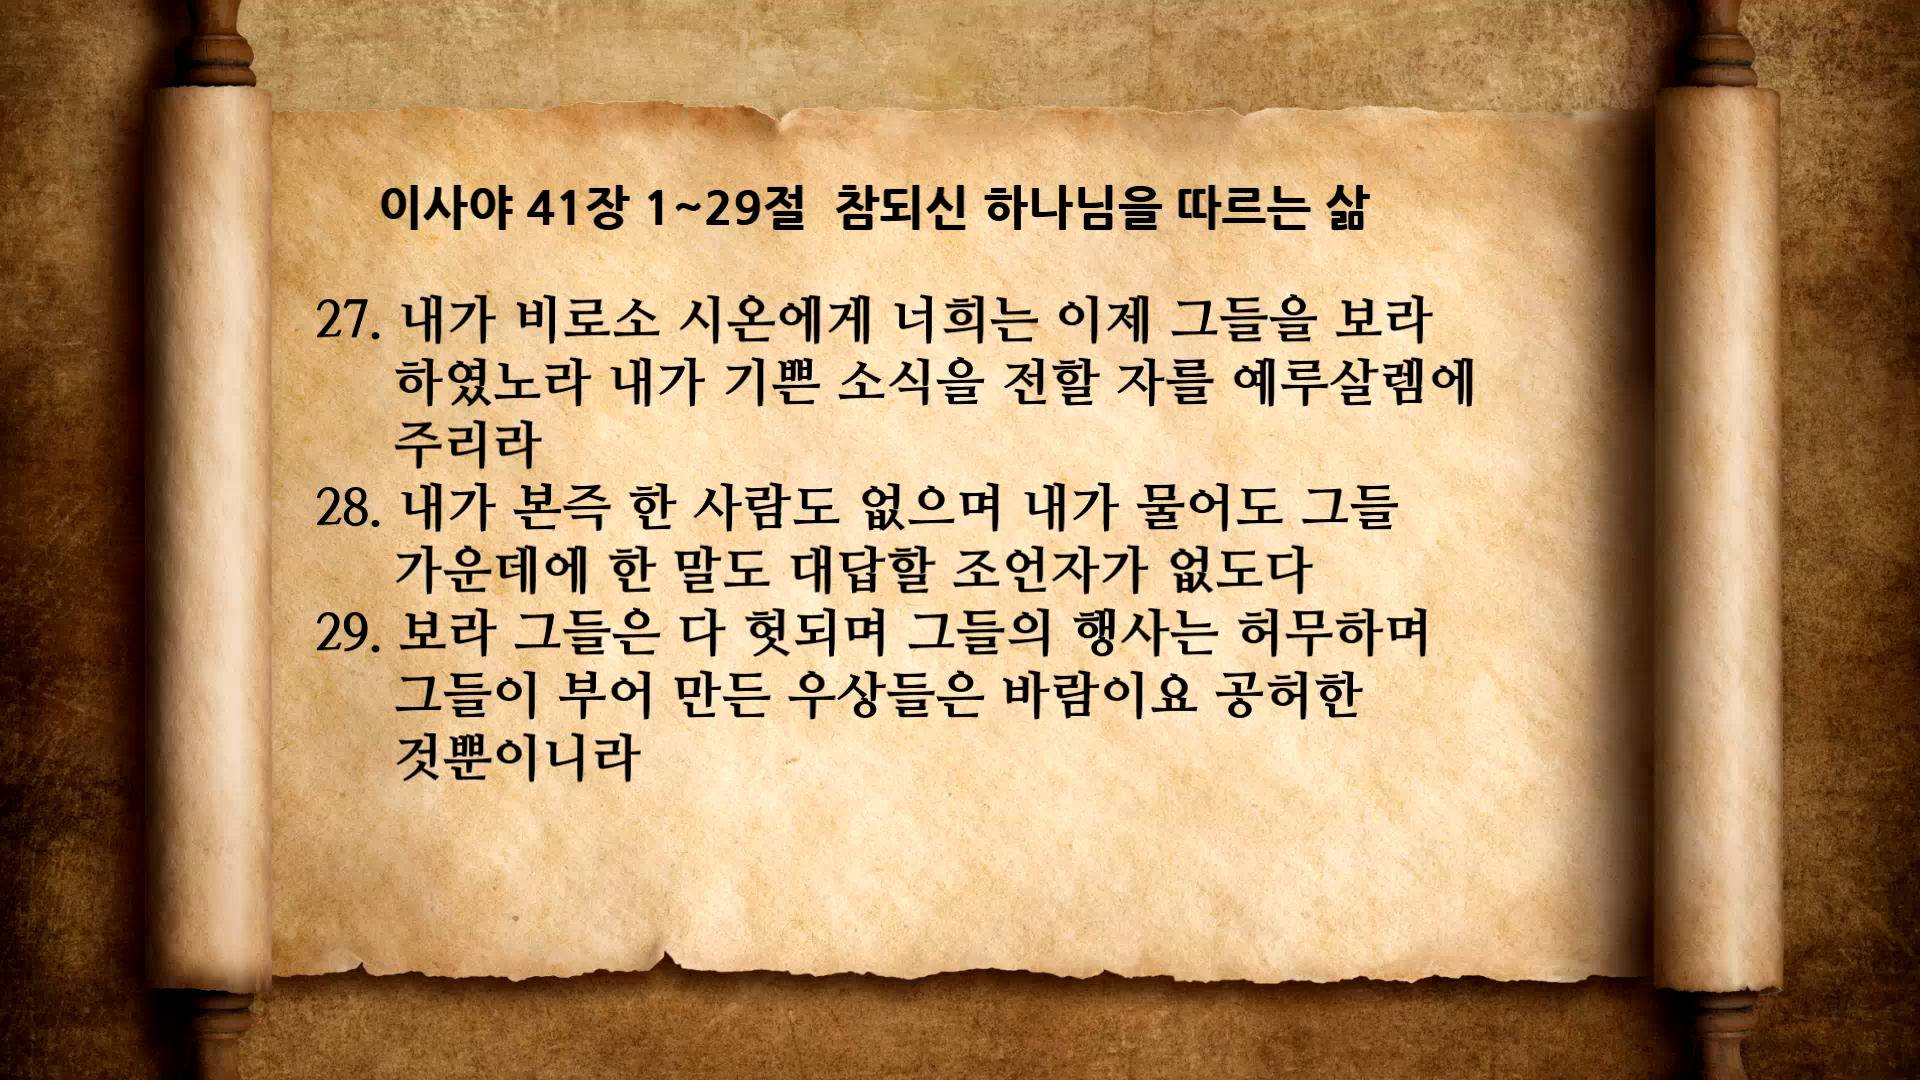 이사야 41장 1~29절 참되신 하나님을 따르는 삶
27. 내가 비로소 시온에게 너희는 이제 그들을 보라
하였노라 내가 기쁜 소식을 전할 자를 예루살렘에
주리라
28. 내가 본즉 한 사람도 없으며 내가 물어도 그들
가운데에 한 말도 대답할 조언자가 없도다
29. 보라 그들은 다 헛되며 그들의 행사는 허무하며
그들이 부어 만든 우상들은 바람이요 공허한
것뿐이니라